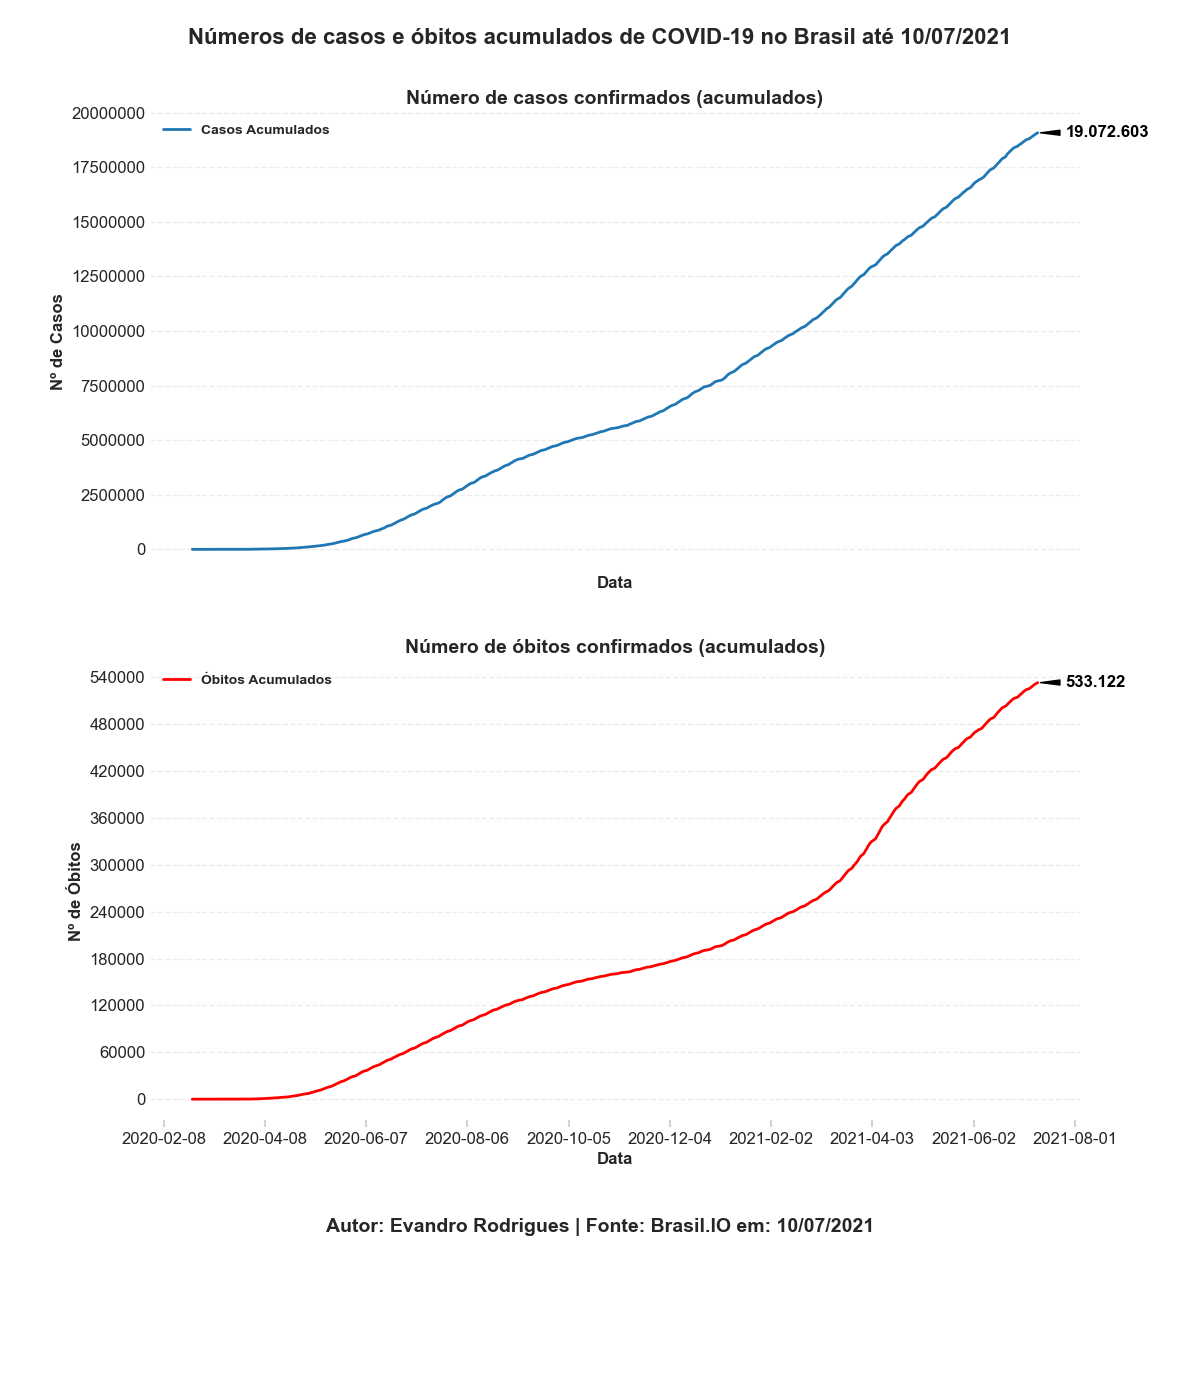 Números de casos e óbitos acumulados de COVID-19 no Brasil até 10/07/2021
Número de casos confirmados (acumulados)
20000000
Casos Acumulados
19.072.603
17500000
15000000
12500000
10000000
7500000
5000000
2500000
0
Nº de Casos
Data
Número de óbitos confirmados (acumulados)
540000
Óbitos Acumulados
533.122
480000
420000
360000
300000
240000
180000
120000
60000
0
Nº de Óbitos
2020-02-08 2020-04-08 2020-06-07 2020-08-06 2020-10-05 2020-12-04 2021-02-02 2021-04-03 2021-06-02 2021-08-01
Data
Autor: Evandro Rodrigues | Fonte: Brasil.IO em: 10/07/2021